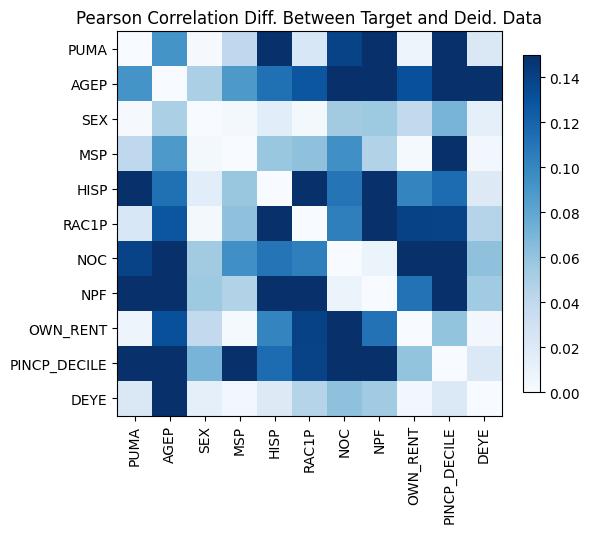 Pearson Correlation Diff. Between Target and Deid. Data
PUMA
AGEP
SEX
MSP
HISP
RAC1P
NOC
NPF
OWN_RENT
PINCP_DECILE
DEYE
PUMA
AGEP
SEX
MSP
HISP
RAC1P
NOC
NPF
OWN_RENT
PINCP_DECILE
DEYE
0.14
0.12
0.10
0.08
0.06
0.04
0.02
0.00